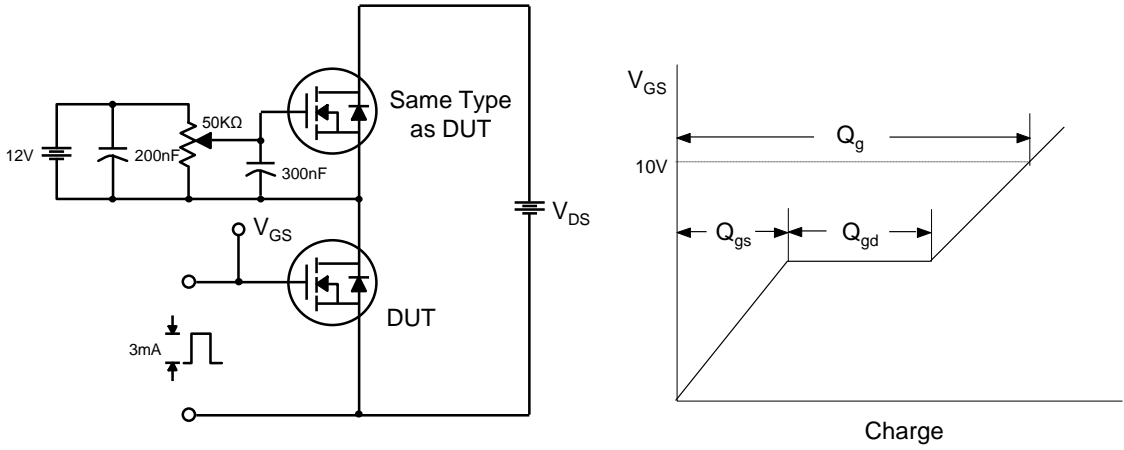 Same Type
as DUT
50KΩ
12V
200nF
300nF
V_GS
V_DS
DUT
3mA
V_GS
Q_g
10V
Q_gs
Q_gd
Charge